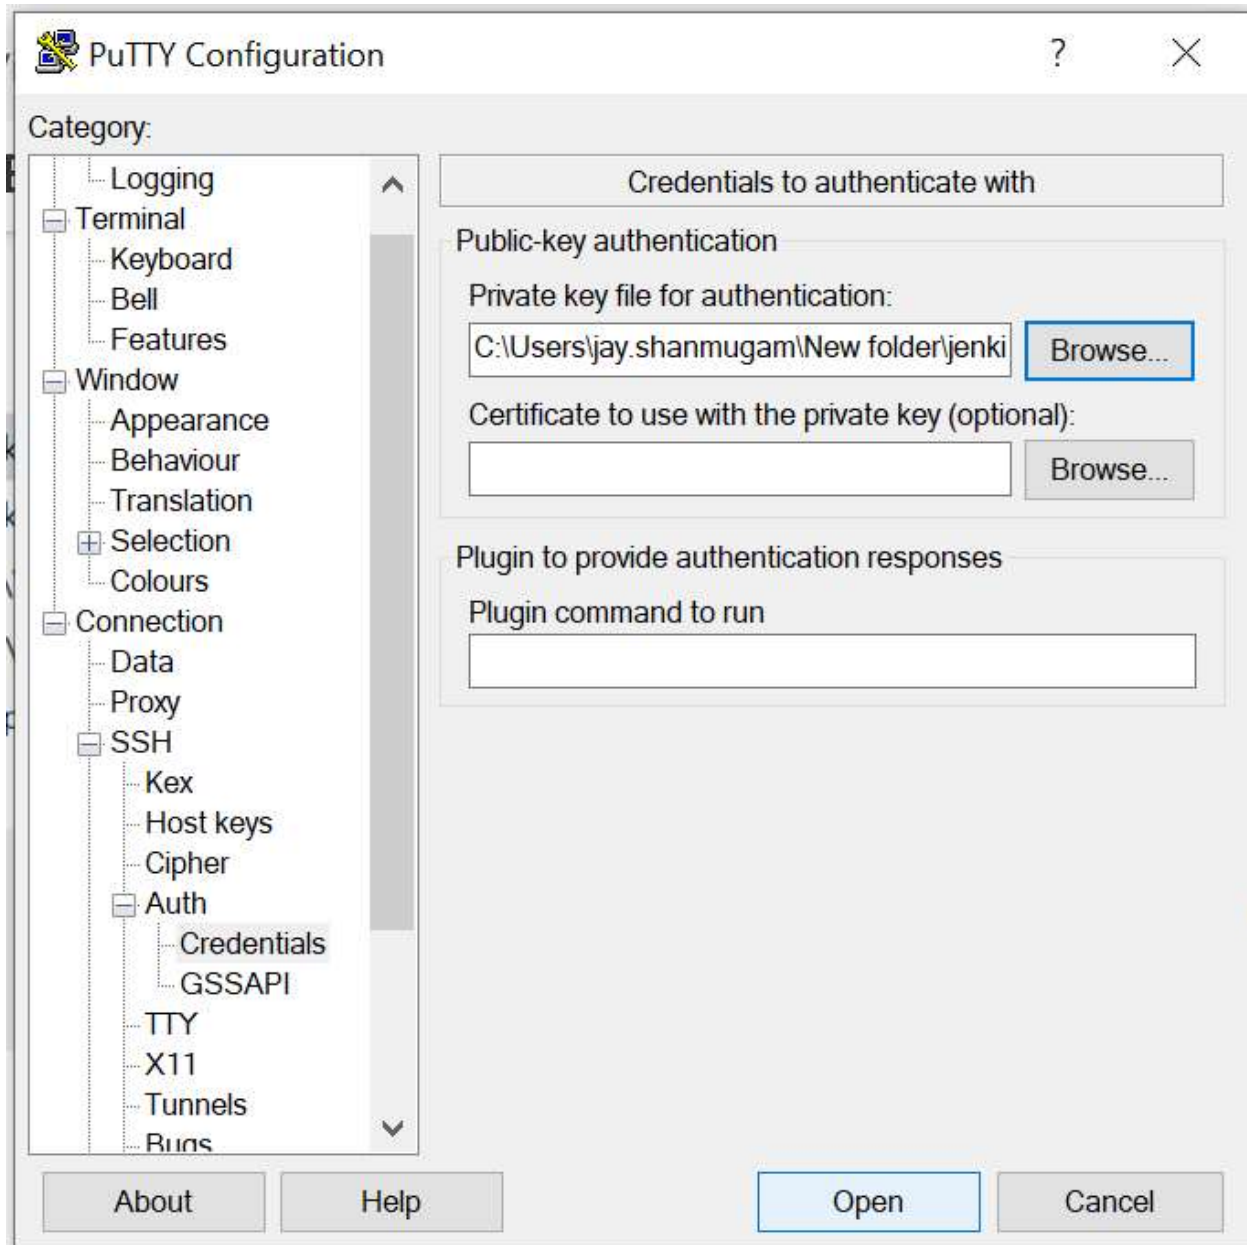 PuTTY Configuration
?
Category:
Logging
Terminal
Keyboard
Bell
Features
Window
Appearance
Behaviour
Translation
Selection
Colours
Connection
Data
Proxy
SSH
Kex
Host keys
Cipher
Auth
Credentials
GSSAPI
TTY
X11
Tunnels
Bugs
Credentials to authenticate with
Public-key authentication
Private key file for authentication:
C:\Users\jay.shanmugam\New folder\jenki
Browse...
Certificate to use with the private key (optional):
Browse...
Plugin to provide authentication responses
Plugin command to run
About
Help
Open
Cancel